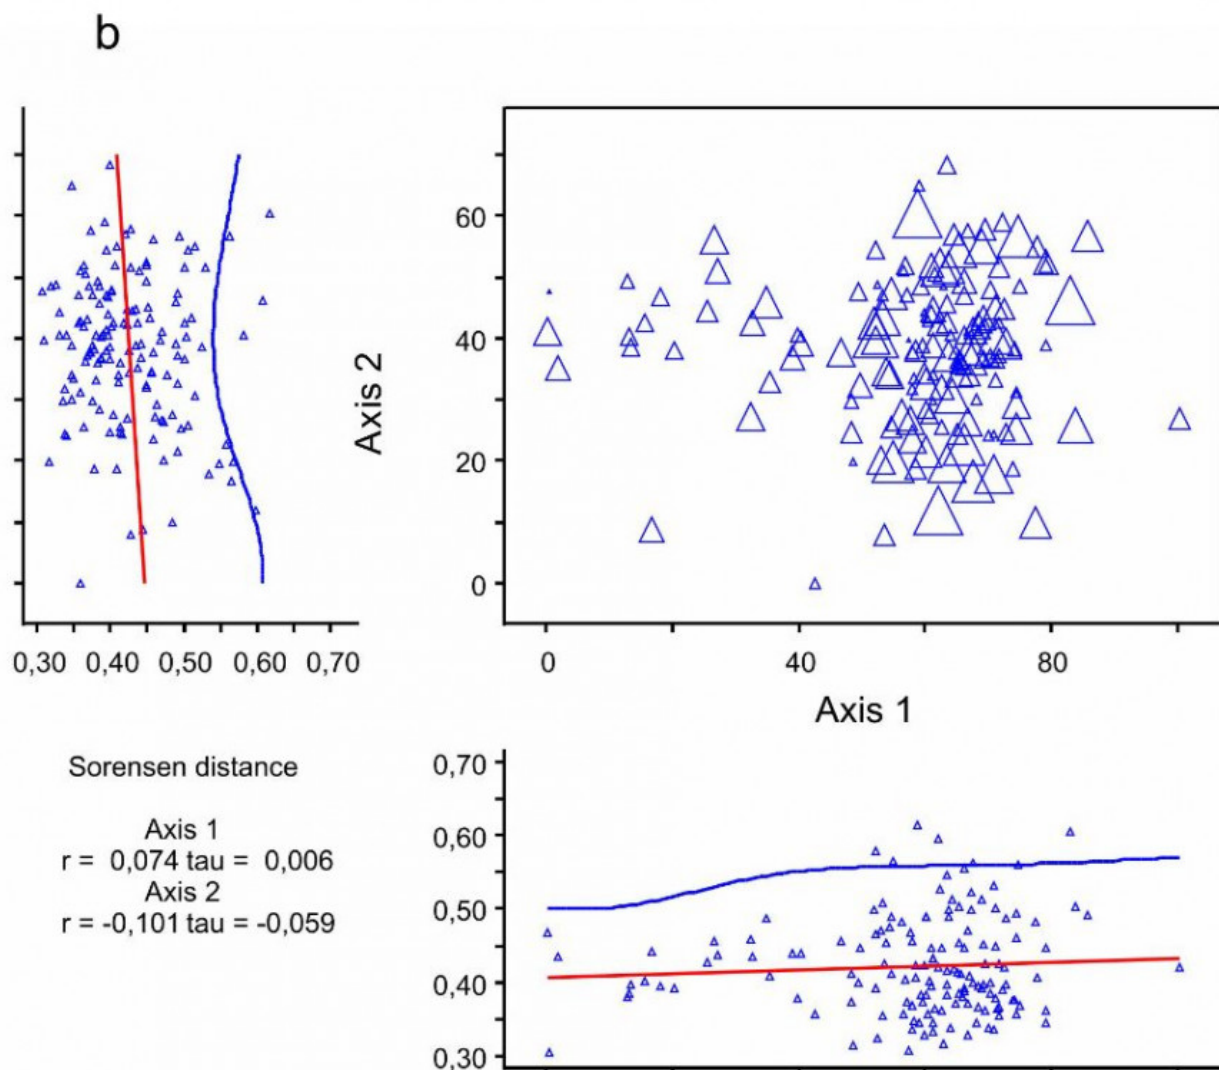 b
Axis 2
60
40
20
0
0,30 0,40 0,50 0,60 0,70
0 40 80
Axis 1
Sorensen distance
Axis 1
r = 0,074 tau = 0,006
Axis 2
r = -0,101 tau = -0,059
0,70
0,60
0,50
0,40
0,30